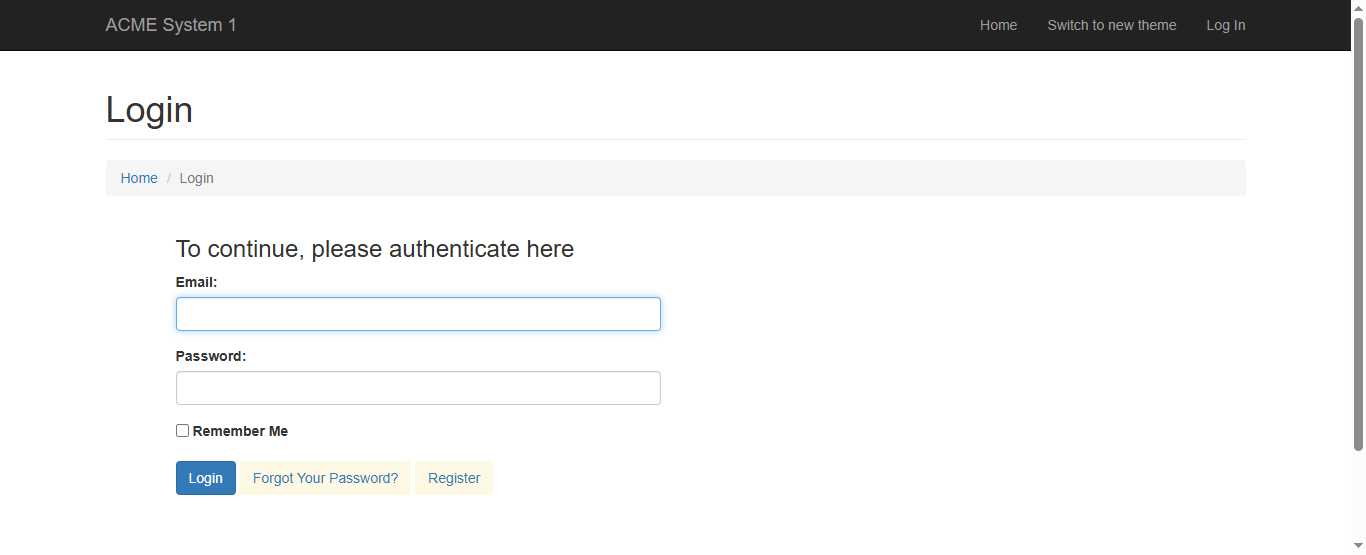 ACME System 1 Home Switch to new theme Log In
Login
Home / Login
To continue, please authenticate here
Email:
Password:
Remember Me
Login Forgot Your Password? Register